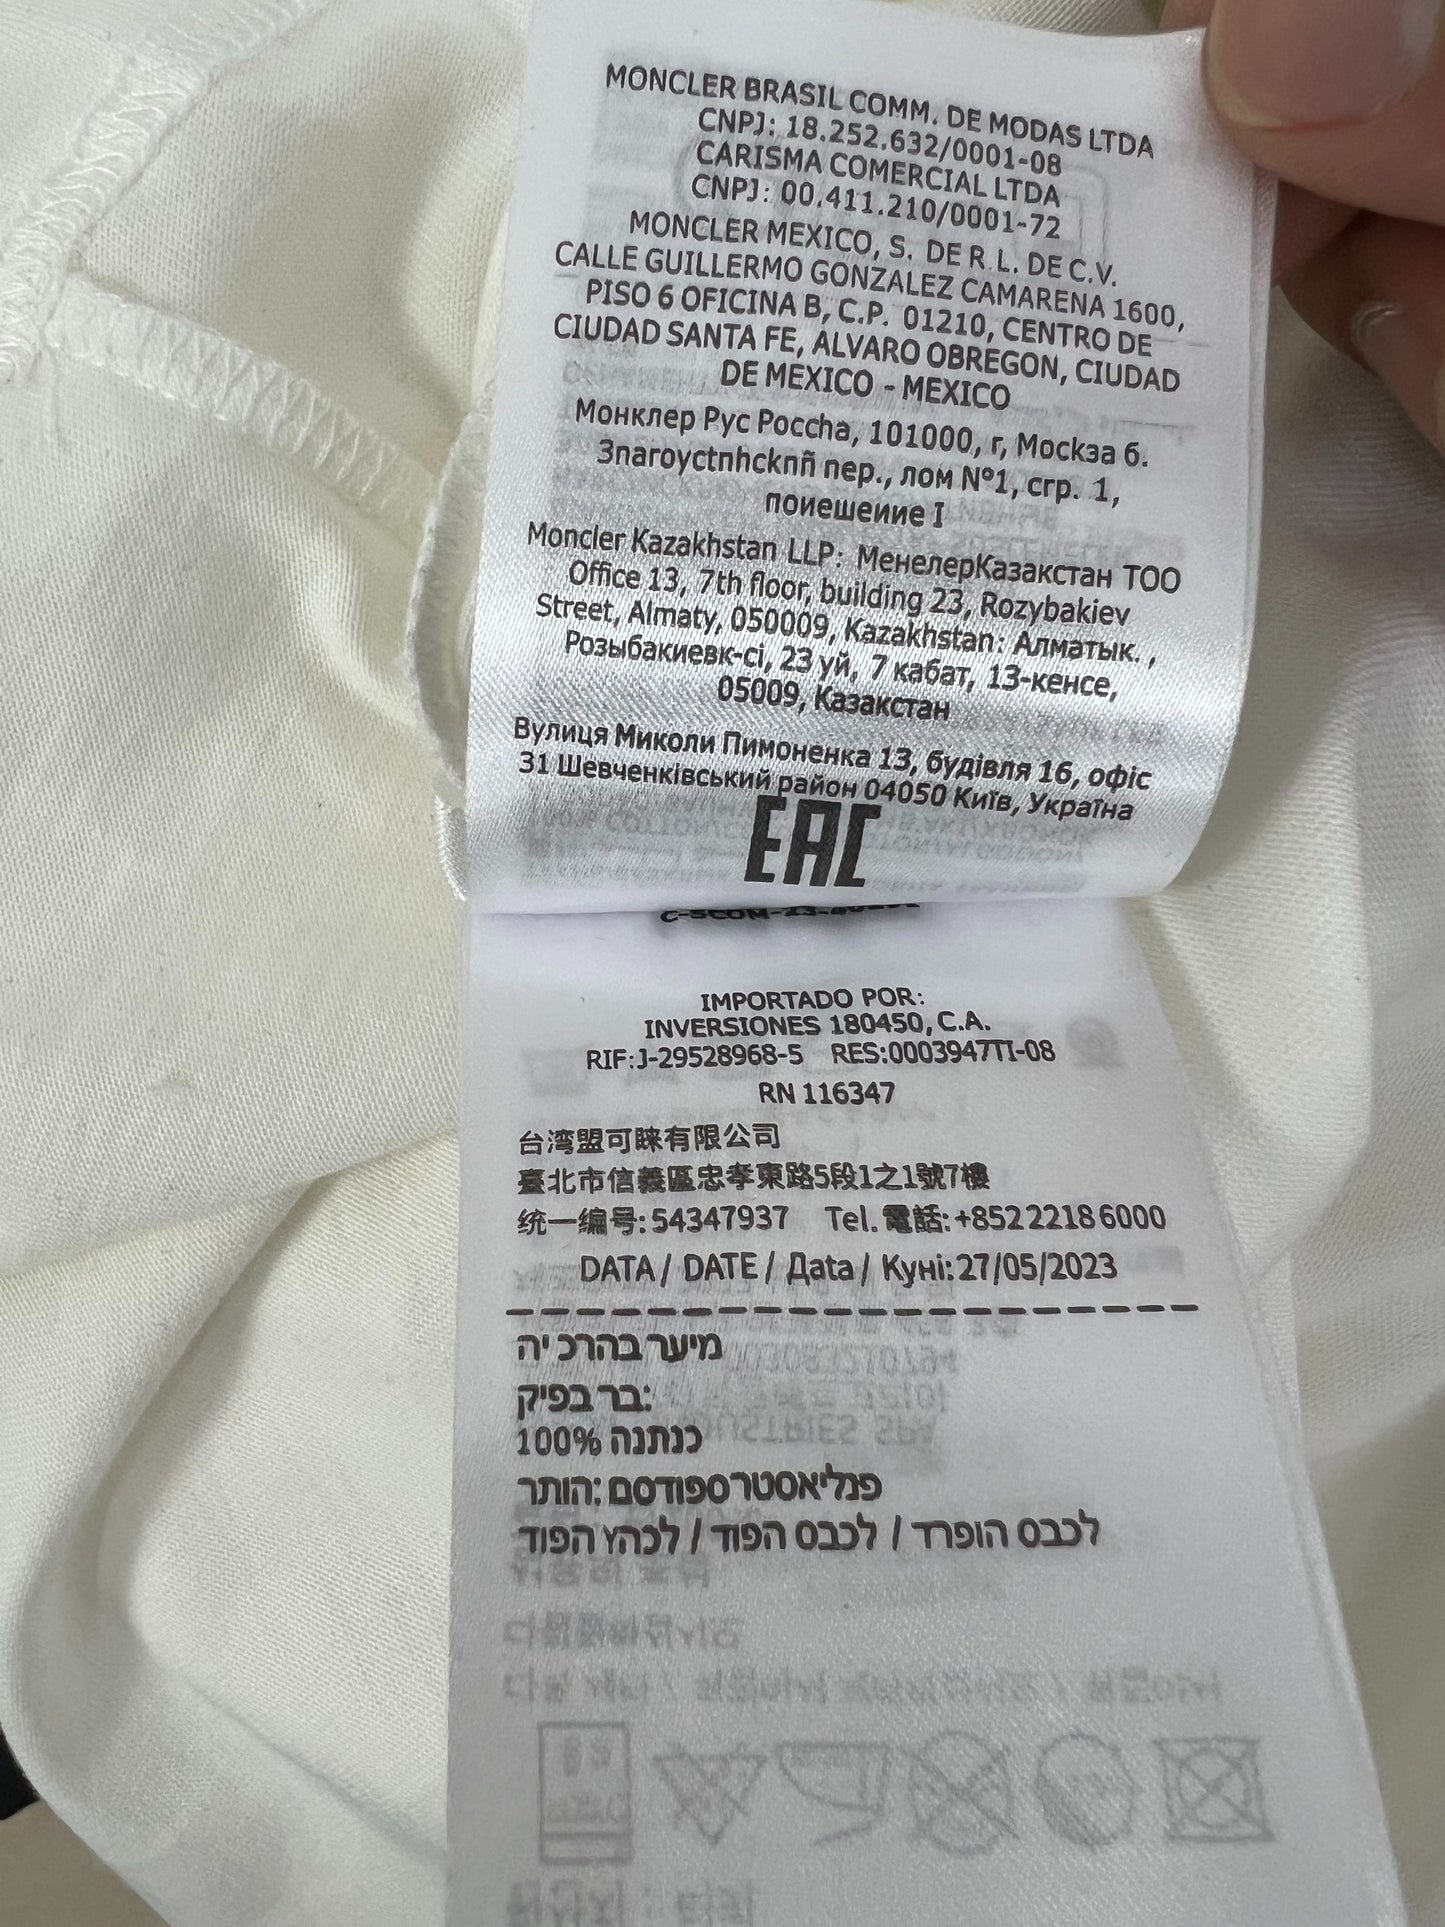 MONCLER BRASIL COMM. DE MODAS LTDA
CNPJ: 18.252.632/0001-08
CARISMA COMERCIAL LTDA
CNPJ: 00.411.210/0001-72
MONCLER MEXICO, S. DE R.L. DE C.V.
CALLE GUILLERMO GONZALEZ CAMARENA 1600,
PISO 6 OFICINA B, C.P. 01210, CENTRO DE
CIUDAD SANTA FE, ALVARO OBREGON, CIUDAD
DE MEXICO - MEXICO
Монклер Рус Poccha, 101000, г, Москэа б.
Зпаroyctпhckпñ пер., лом №1, сгр. 1,
поиешеиие I
Moncler Kazakhstan LLP: МенелерКазакстан ТОО
Office 13, 7th floor, building 23, Rozybakiev
Street, Almaty, 050009, Kazakhstan: Алматык. ,
Розыбакиевк-сі, 23 уй, 7 кабат, 13-кенсе,
05009, Казакстан
Вулиця Миколи Пимоненка 13, будівля 16, офіс
31 Шевченківський район 04050 Київ, Україна
EAC
IMPORTADO POR:
INVERSIONES 180450, C.A.
RIF:J-29528968-5 RES:0003947TI-08
RN 116347
台湾盟可睐有限公司
臺北市信義區忠孝東路5段1之1號7樓
统一编号:54347937 Tel. 電話:+852 2218 6000
DATA / DATE / Дata / Куні:27/05/2023
מיער בהרכ יה
בר בפיק:
100% כנתנה
פנליאסטר ספודסם :הותר
לכבס הופרד / לכבס הפוד / לכהץ הפוד